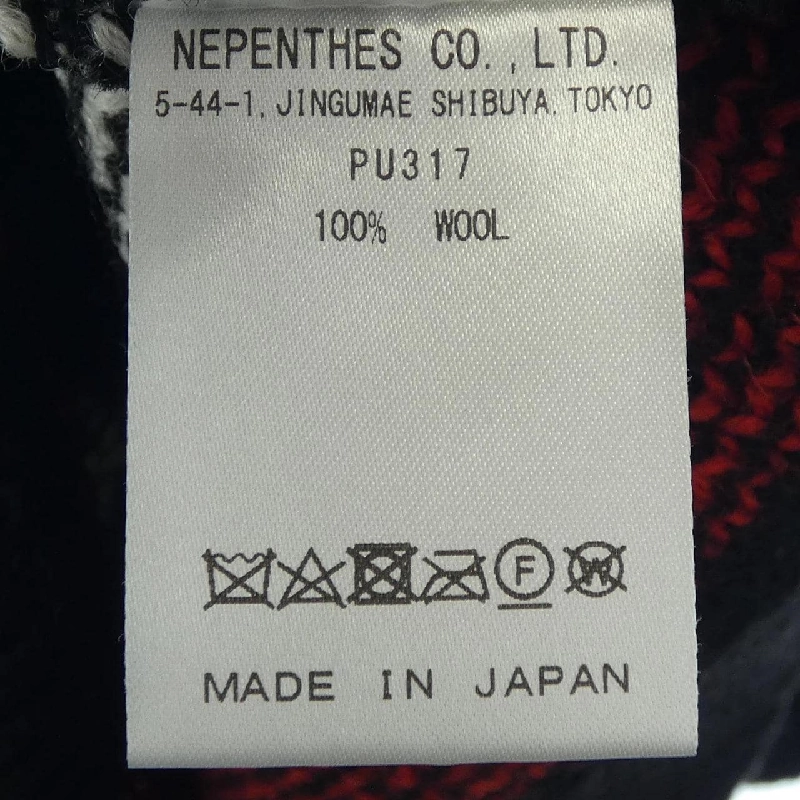 NEPENTHES CO.,LTD.
5-44-1, JINGUMAE SHIBUYA, TOKYO
PU317
100% WOOL
F W
MADE IN JAPAN